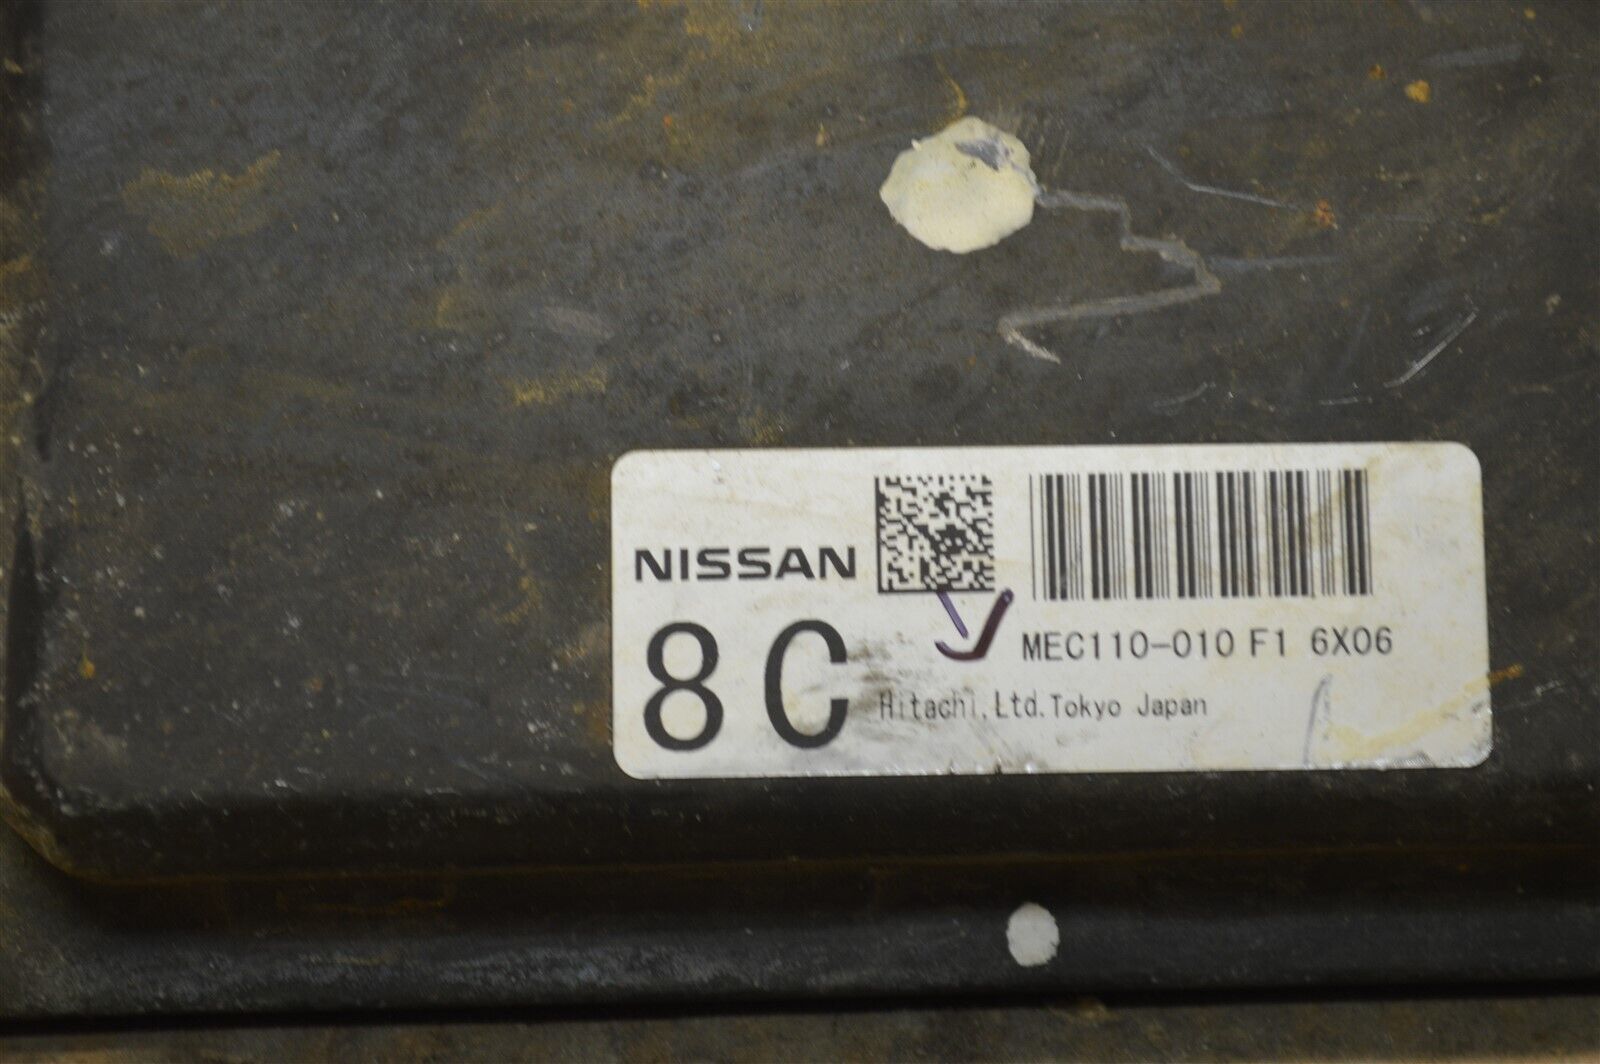 NISSAN
8C
MEC110-010 F1 6X06
Hitachi,Ltd.Tokyo Japan